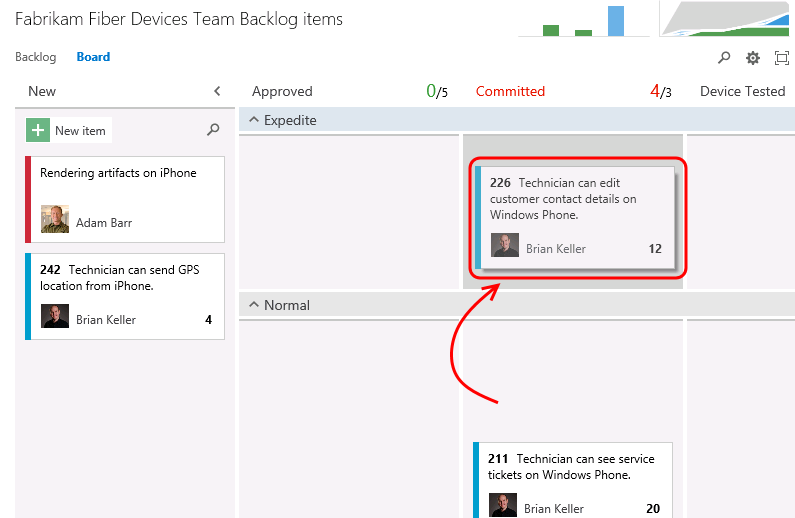 Fabrikam Fiber Devices Team Backlog items
Backlog Board
New
Approved 0/5
Committed 4/3
Device Tested
New item
Rendering artifacts on iPhone
Adam Barr
242 Technician can send GPS
location from iPhone.
Brian Keller 4
Expedite
226 Technician can edit
customer contact details on
Windows Phone.
Brian Keller 12
Normal
211 Technician can see service
tickets on Windows Phone.
Brian Keller 20